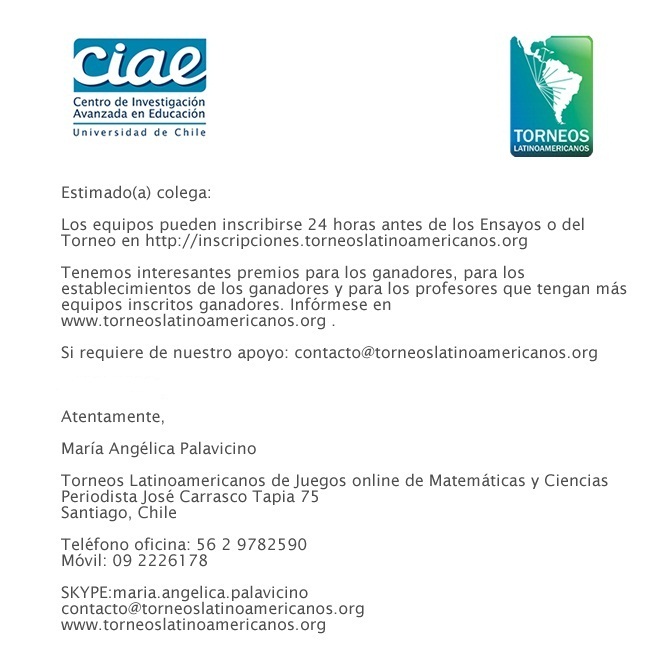 ciae
Centro de Investigación
Avanzada en Educación
Universidad de Chile
TORNEOS
LATINOAMERICANOS
Estimado(a) colega:
Los equipos pueden inscribirse 24 horas antes de los Ensayos o del
Torneo en http://inscripciones.torneoslatinoamericanos.org
Tenemos interesantes premios para los ganadores, para los
establecimientos de los ganadores y para los profesores que tengan más
equipos inscritos ganadores. Infórmese en
www.torneoslatinoamericanos.org .
Si requiere de nuestro apoyo: contacto@torneoslatinoamericanos.org
Atentamente,
María Angélica Palavicino
Torneos Latinoamericanos de Juegos online de Matemáticas y Ciencias
Periodista José Carrasco Tapia 75
Santiago, Chile
Teléfono oficina: 56 2 9782590
Móvil: 09 2226178
SKYPE:maria.angelica.palavicino
contacto@torneoslatinoamericanos.org
www.torneoslatinoamericanos.org